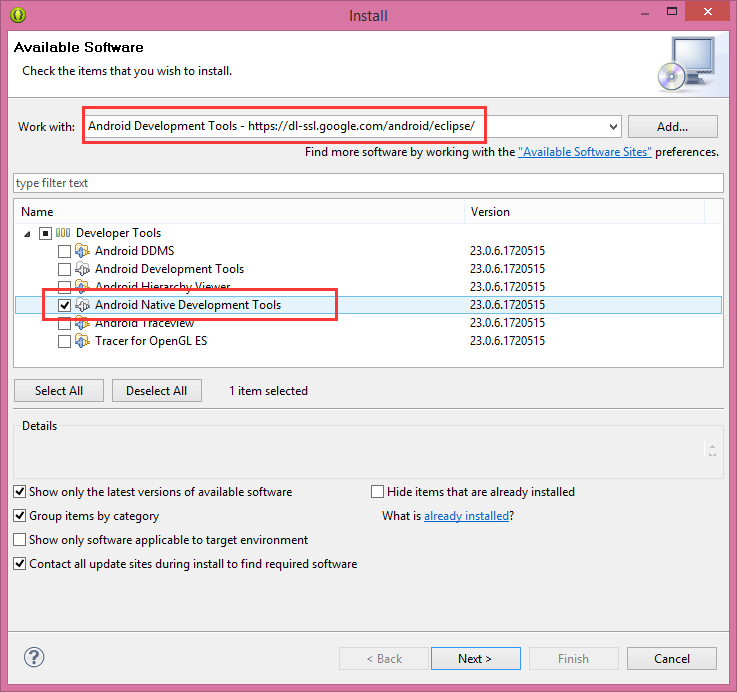 Install
Available Software
Check the items that you wish to install.
Work with: Android Development Tools - https://dl-ssl.google.com/android/eclipse/ Add...
Find more software by working with the "Available Software Sites" preferences.
type filter text
Name Version
Developer Tools
Android DDMS 23.0.6.1720515
Android Development Tools 23.0.6.1720515
Android Hierarchy Viewer 23.0.6.1720515
Android Native Development Tools 23.0.6.1720515
Android Traceview 23.0.6.1720515
Tracer for OpenGL ES 23.0.6.1720515
Select All Deselect All 1 item selected
Details
Show only the latest versions of available software Hide items that are already installed
Group items by category What is already installed?
Show only software applicable to target environment
Contact all update sites during install to find required software
? < Back Next > Finish Cancel